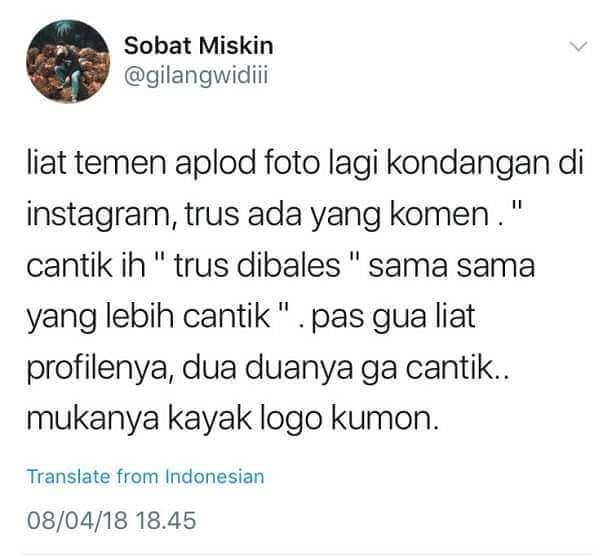 Sobat Miskin
@gilangwidiii
liat temen aplod foto lagi kondangan di
instagram, trus ada yang komen . "
cantik ih " trus dibales " sama sama
yang lebih cantik " . pas gua liat
profilenya, dua duanya ga cantik..
mukanya kayak logo kumon.
Translate from Indonesian
08/04/18 18.45